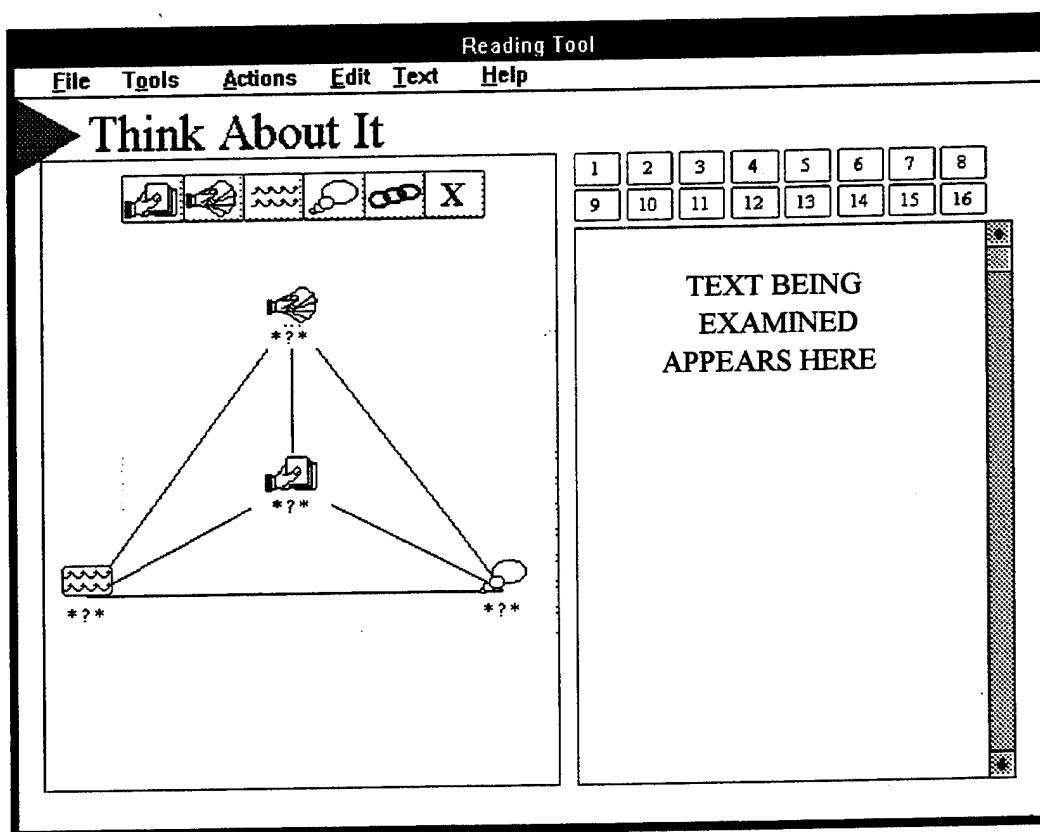 Reading Tool
File Tools Actions Edit Text Help
Think About It
X
1 2 3 4 5 6 7 8
9 10 11 12 13 14 15 16
TEXT BEING
EXAMINED
APPEARS HERE
*?*
*?*
*?*
*?*